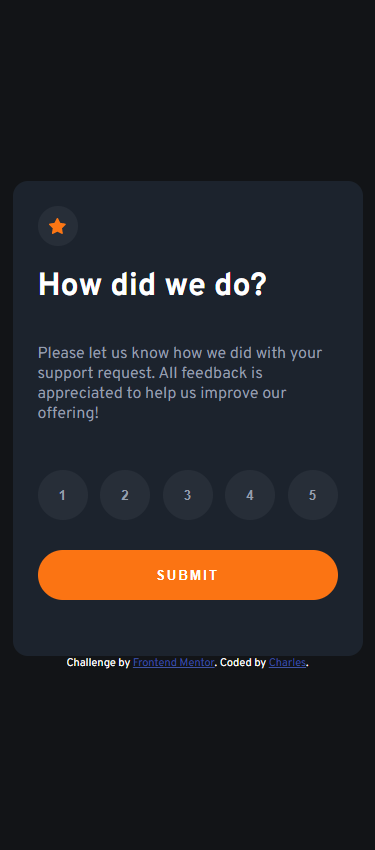 How did we do?
Please let us know how we did with your
support request. All feedback is
appreciated to help us improve our
offering!
1 2 3 4 5
SUBMIT
Challenge by Frontend Mentor. Coded by Charles.